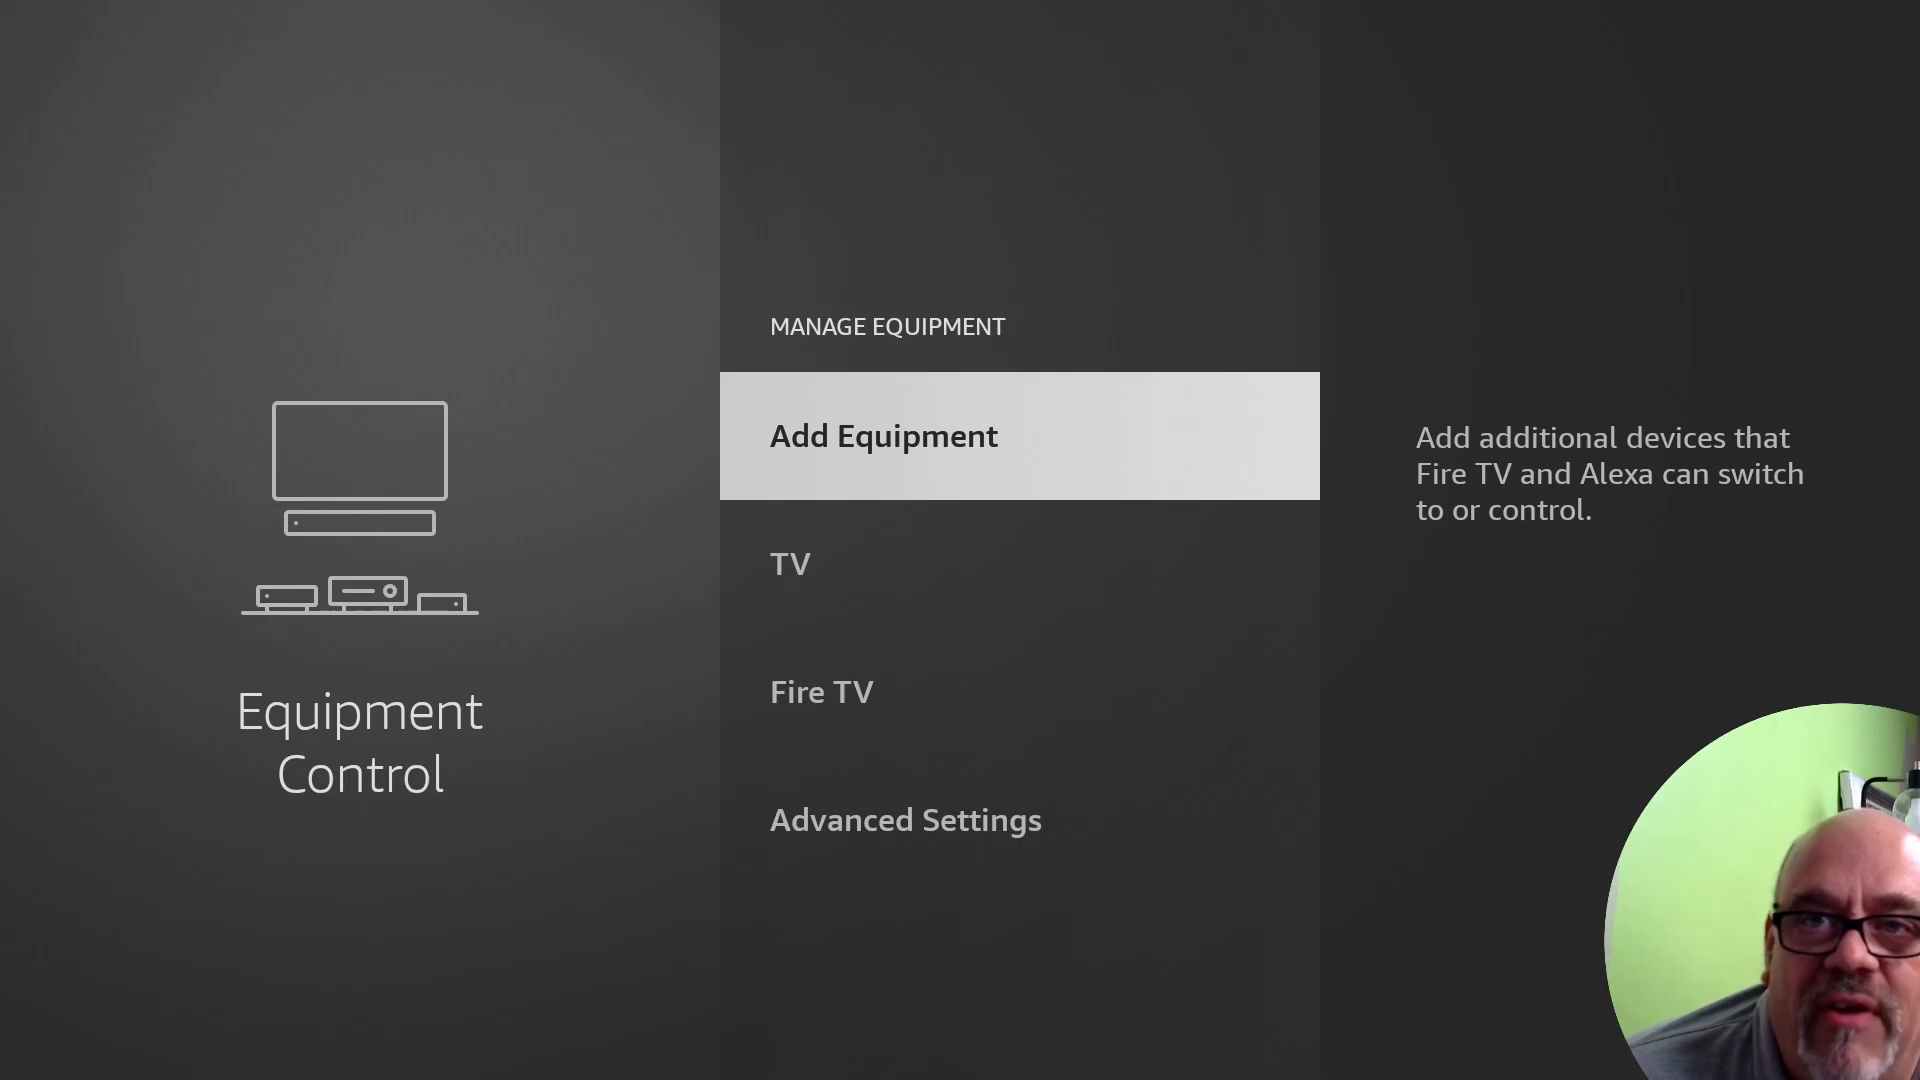 MANAGE EQUIPMENT
Add Equipment
TV
Fire TV
Advanced Settings
Equipment
Control
Add additional devices that
Fire TV and Alexa can switch
to or control.